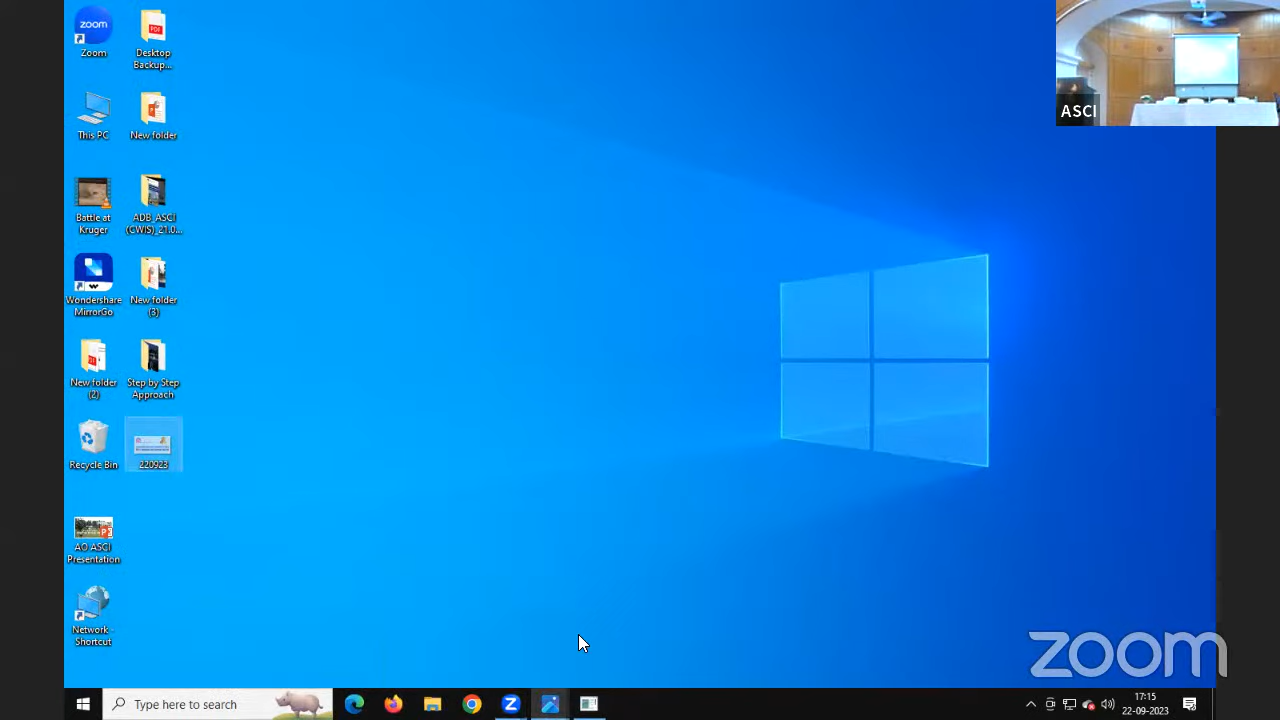 zoom
Zoom
Desktop
Backup...
This PC
New folder
Battle at
Kruger
ADB_ASCI
(CWIS)_21.0...
Wondershare
MirrorGo
New folder
(3)
New folder
(2)
Step by Step
Approach
Recycle Bin
220923
AO ASCI
Presentation
Network -
Shortcut
ASCI
zoom
Type here to search
17:15
22-09-2023